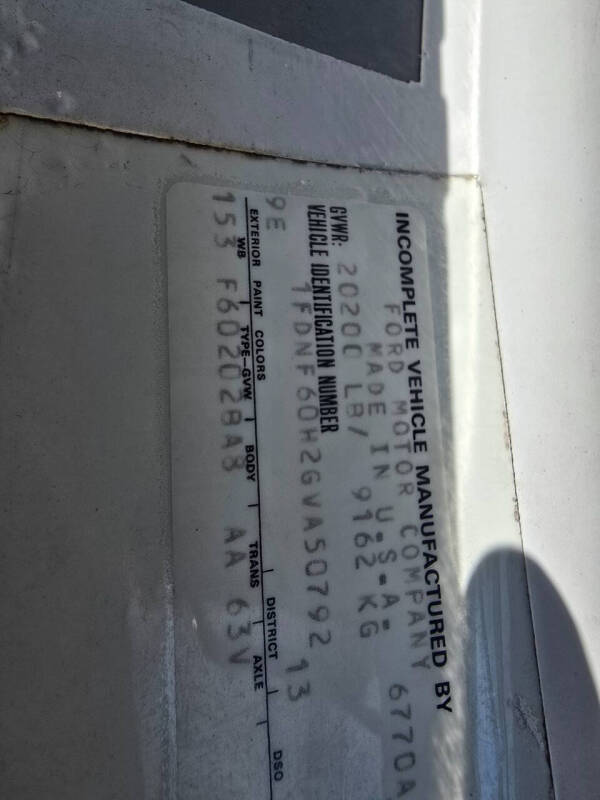 INCOMPLETE VEHICLE MANUFACTURED BY
FORD MOTOR COMPANY 6770A
MADE IN U.S.A.
GVWR: 20200 LB/ 9162 KG
VEHICLE IDENTIFICATION NUMBER
1FDNF60H2GVA50792 13
9E
EXTERIOR PAINT COLORS DISTRICT DSO
WB TYPE-GVW BODY TRANS AXLE
153 F60202BA8 AA 63V